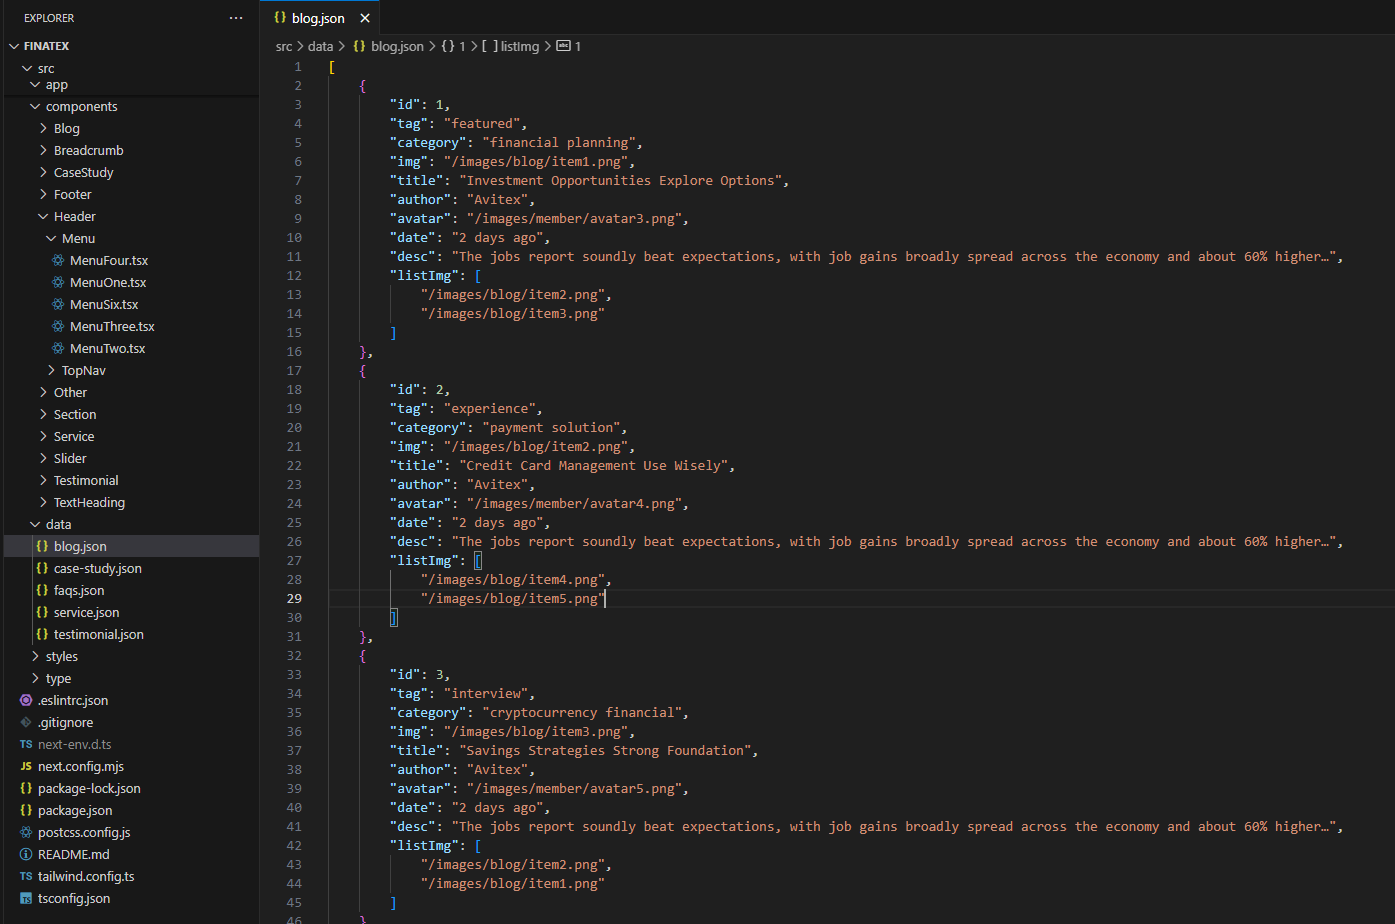 EXPLORER
FINATEX
src
app
components
Blog
Breadcrumb
CaseStudy
Footer
Header
Menu
MenuFour.tsx
MenuOne.tsx
MenuSix.tsx
MenuThree.tsx
MenuTwo.tsx
TopNav
Other
Section
Service
Slider
Testimonial
TextHeading
data
{} blog.json
{} case-study.json
{} faqs.json
{} service.json
{} testimonial.json
styles
type
.eslintrc.json
.gitignore
TS next-env.d.ts
JS next.config.mjs
{} package-lock.json
{} package.json
postcss.config.js
README.md
TS tailwind.config.ts
TS tsconfig.json
{} blog.json ×
src > data > {} blog.json > {} 1 > [ ] listImg > abc 1
1 [
2 {
3 "id": 1,
4 "tag": "featured",
5 "category": "financial planning",
6 "img": "/images/blog/item1.png",
7 "title": "Investment Opportunities Explore Options",
8 "author": "Avitex",
9 "avatar": "/images/member/avatar3.png",
10 "date": "2 days ago",
11 "desc": "The jobs report soundly beat expectations, with job gains broadly spread across the economy and about 60% higher…",
12 "listImg": [
13 "/images/blog/item2.png",
14 "/images/blog/item3.png"
15 ]
16 },
17 {
18 "id": 2,
19 "tag": "experience",
20 "category": "payment solution",
21 "img": "/images/blog/item2.png",
22 "title": "Credit Card Management Use Wisely",
23 "author": "Avitex",
24 "avatar": "/images/member/avatar4.png",
25 "date": "2 days ago",
26 "desc": "The jobs report soundly beat expectations, with job gains broadly spread across the economy and about 60% higher…",
27 "listImg": [
28 "/images/blog/item4.png",
29 "/images/blog/item5.png"
30 ]
31 },
32 {
33 "id": 3,
34 "tag": "interview",
35 "category": "cryptocurrency financial",
36 "img": "/images/blog/item3.png",
37 "title": "Savings Strategies Strong Foundation",
38 "author": "Avitex",
39 "avatar": "/images/member/avatar5.png",
40 "date": "2 days ago",
41 "desc": "The jobs report soundly beat expectations, with job gains broadly spread across the economy and about 60% higher…",
42 "listImg": [
43 "/images/blog/item2.png",
44 "/images/blog/item1.png"
45 ]
46 }